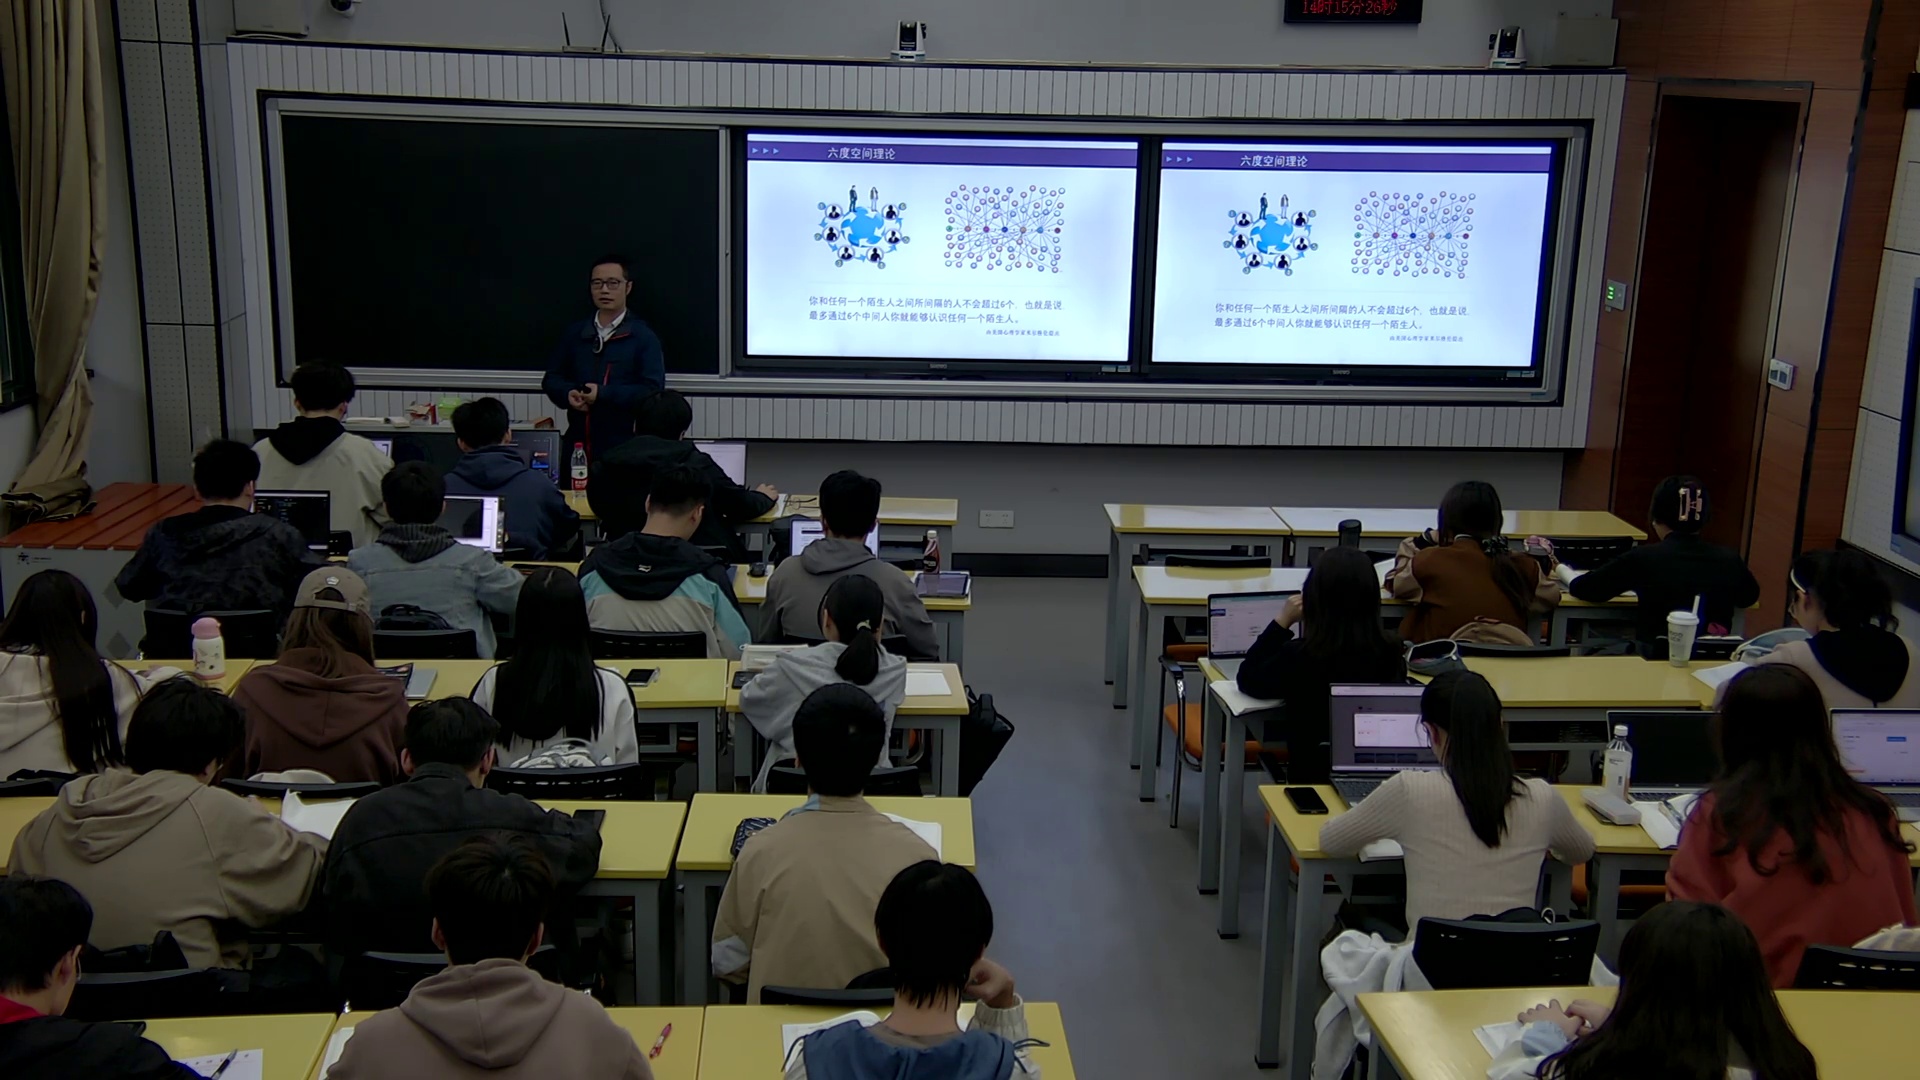 14时15分26秒
六度空间理论
你和任何一个陌生人之间所间隔的人不会超过6个，也就是说
最多通过6个中间人你就能够认识任何一个陌生人。
六度空间理论
你和任何一个陌生人之间所间隔的人不会超过6个，也就是说，
最多通过6个中间人你就能够认识任何一个陌生人。